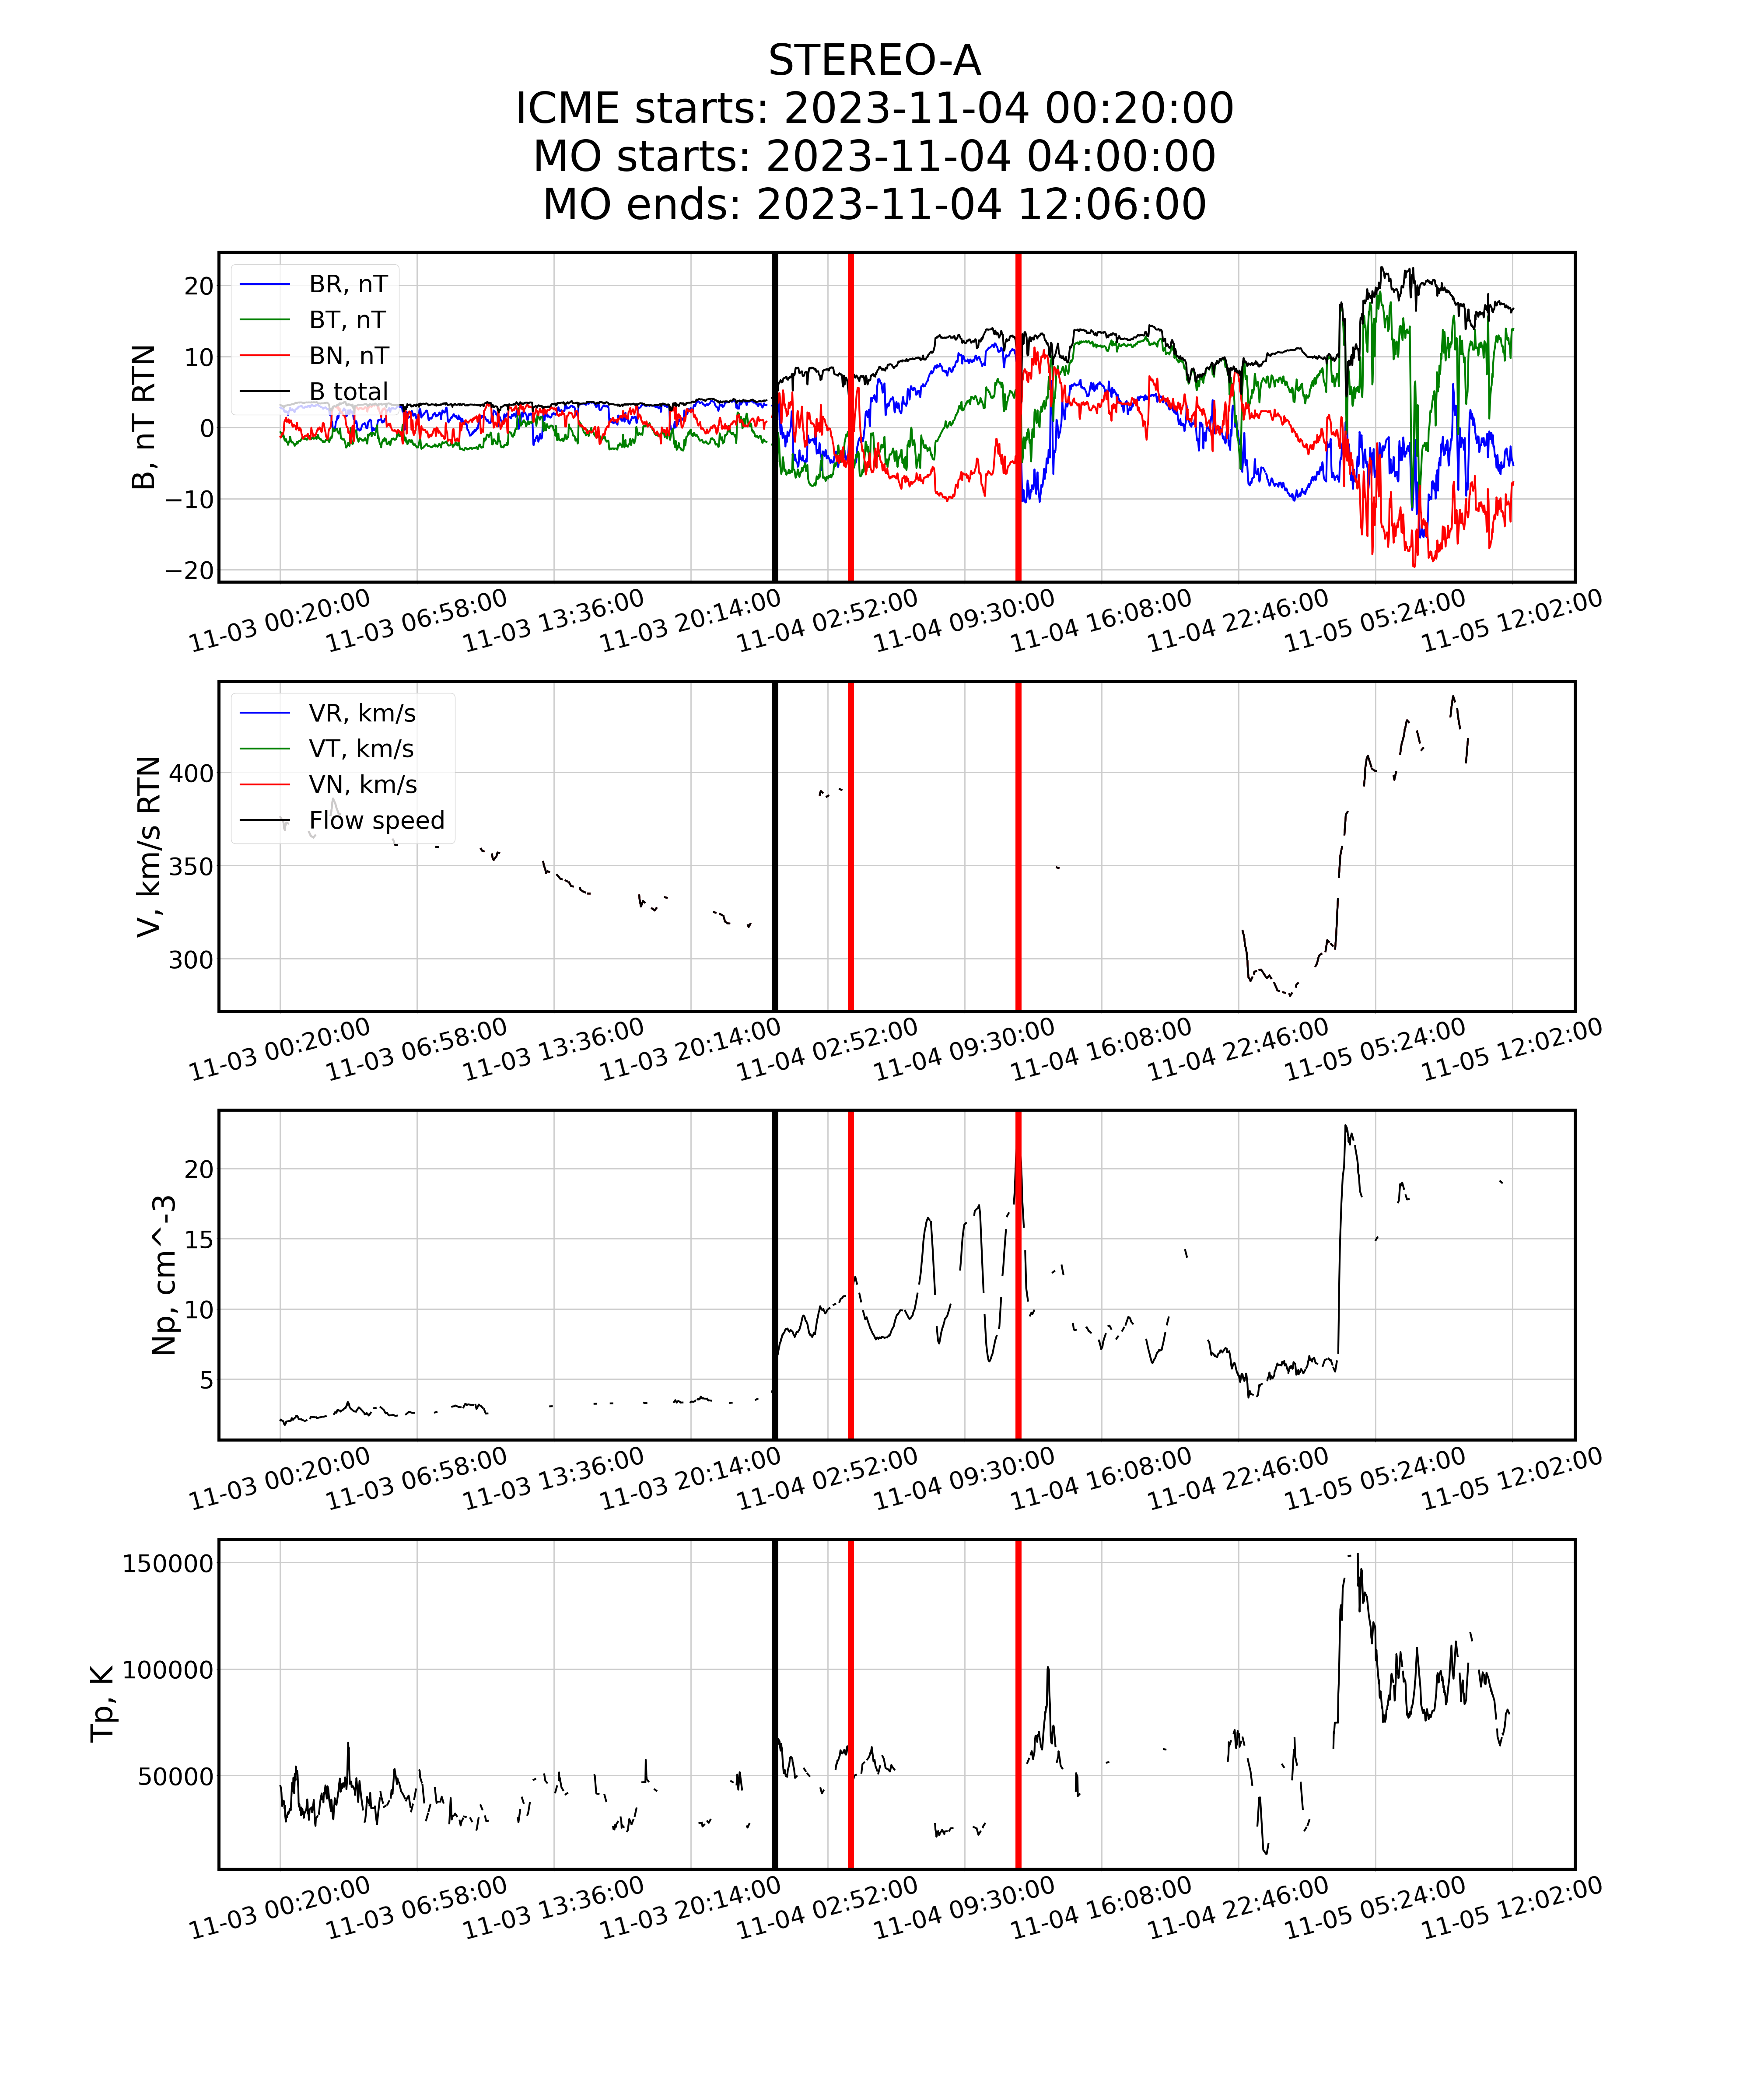 STEREO-A
ICME starts: 2023-11-04 00:20:00
MO starts: 2023-11-04 04:00:00
MO ends: 2023-11-04 12:06:00
B, nT RTN
20
10
0
−10
−20
BR, nT
BT, nT
BN, nT
B total
11-03 00:20:00 11-03 06:58:00 11-03 13:36:00 11-03 20:14:00 11-04 02:52:00 11-04 09:30:00 11-04 16:08:00 11-04 22:46:00 11-05 05:24:00 11-05 12:02:00
V, km/s RTN
400
350
300
VR, km/s
VT, km/s
VN, km/s
Flow speed
11-03 00:20:00 11-03 06:58:00 11-03 13:36:00 11-03 20:14:00 11-04 02:52:00 11-04 09:30:00 11-04 16:08:00 11-04 22:46:00 11-05 05:24:00 11-05 12:02:00
Np, cm^-3
20
15
10
5
11-03 00:20:00 11-03 06:58:00 11-03 13:36:00 11-03 20:14:00 11-04 02:52:00 11-04 09:30:00 11-04 16:08:00 11-04 22:46:00 11-05 05:24:00 11-05 12:02:00
Tp, K
150000
100000
50000
11-03 00:20:00 11-03 06:58:00 11-03 13:36:00 11-03 20:14:00 11-04 02:52:00 11-04 09:30:00 11-04 16:08:00 11-04 22:46:00 11-05 05:24:00 11-05 12:02:00